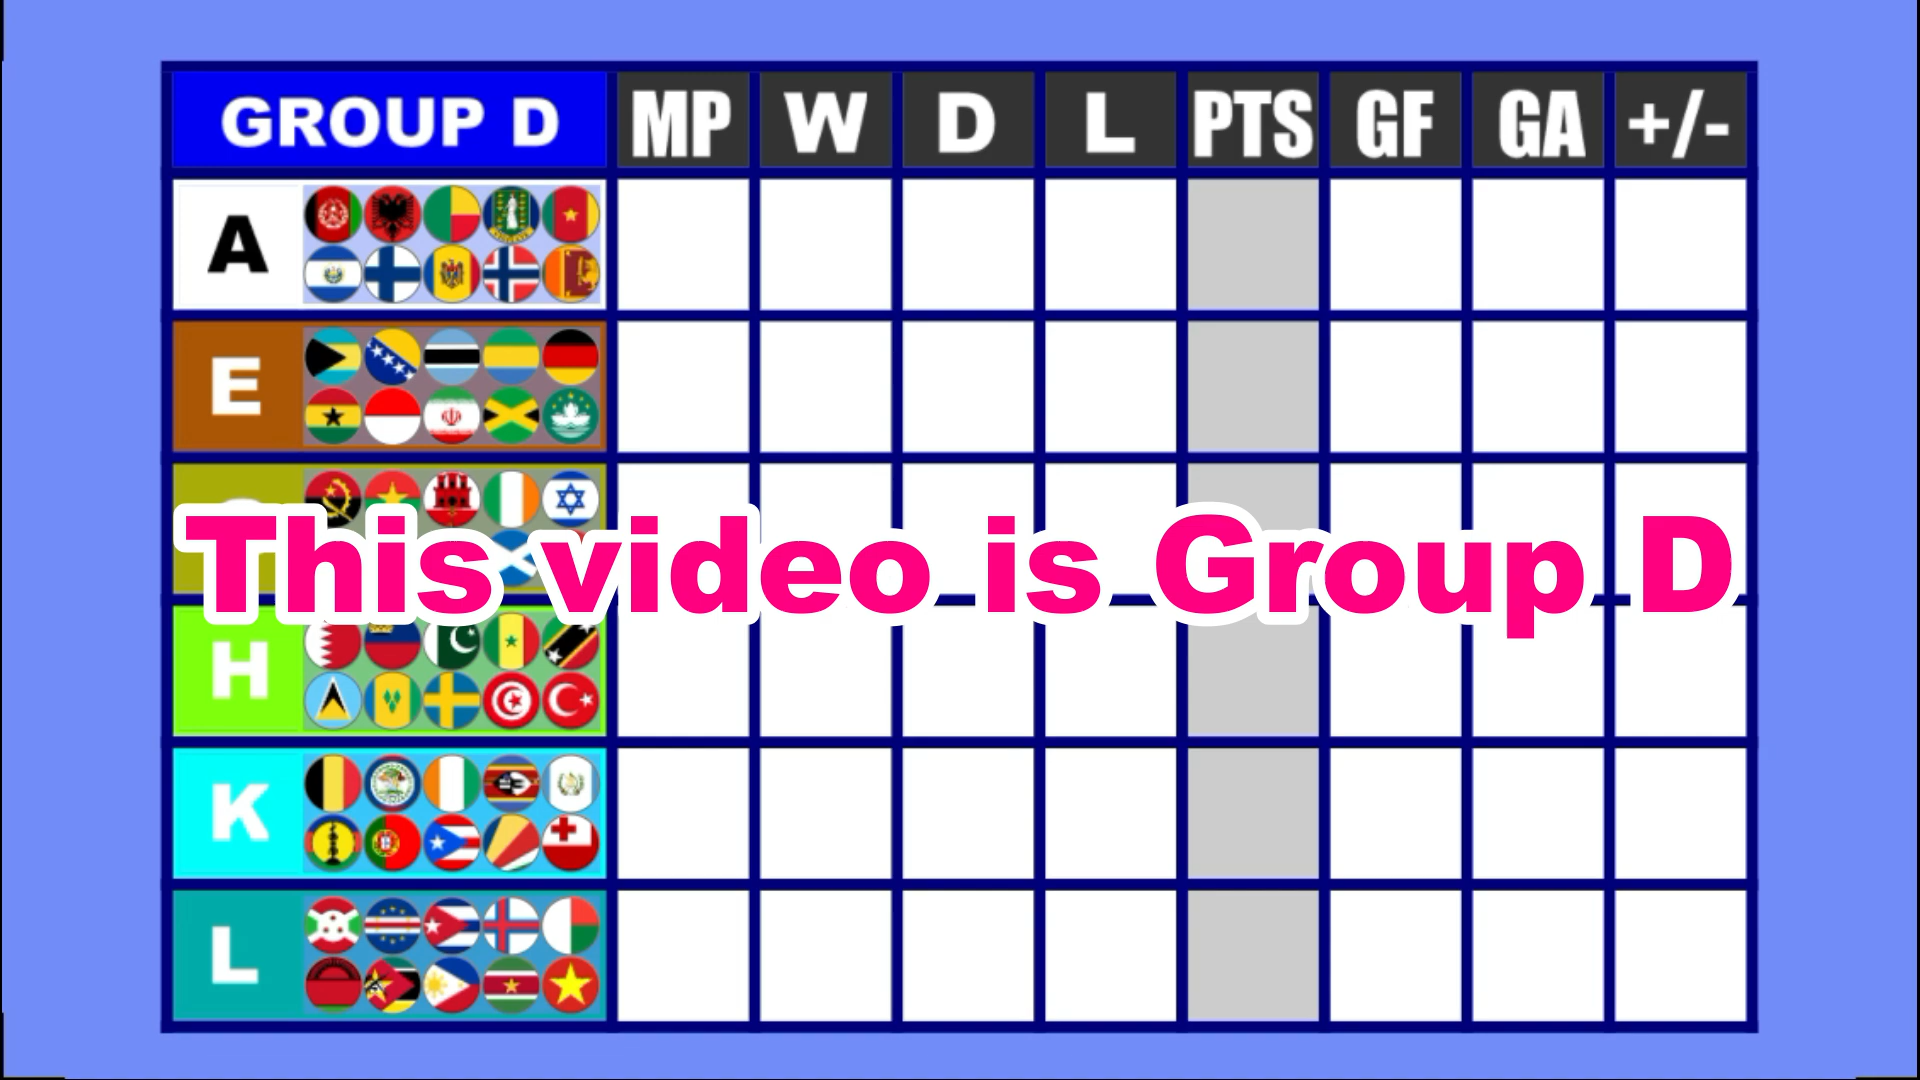 GROUP D MP W D L PTS GF GA +/-
A
E
This video is Group D
H
K
L